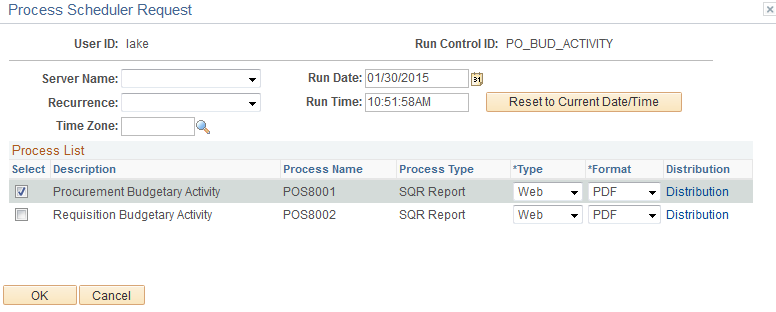 Process Scheduler Request
User ID: lake Run Control ID: PO_BUD_ACTIVITY
Server Name: Run Date: 01/30/2015 31
Recurrence: Run Time: 10:51:58AM Reset to Current Date/Time
Time Zone:
Process List
Select Description Process Name Process Type *Type *Format Distribution
Procurement Budgetary Activity POS8001 SQR Report Web PDF Distribution
Requisition Budgetary Activity POS8002 SQR Report Web PDF Distribution
OK Cancel